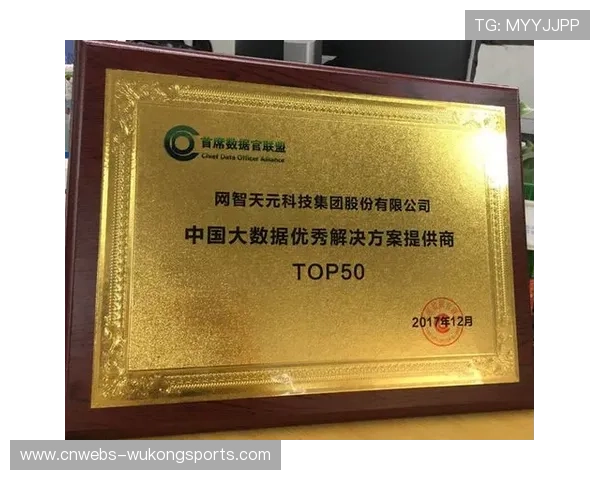 TG: MYYJJPP
首席数据官联盟
Chief Data Officer Alliance
网智天元科技集团股份有限公司
中国大数据优秀解决方案提供商
TOP50
2017年12月
www.cnwebs-wukongsports.com